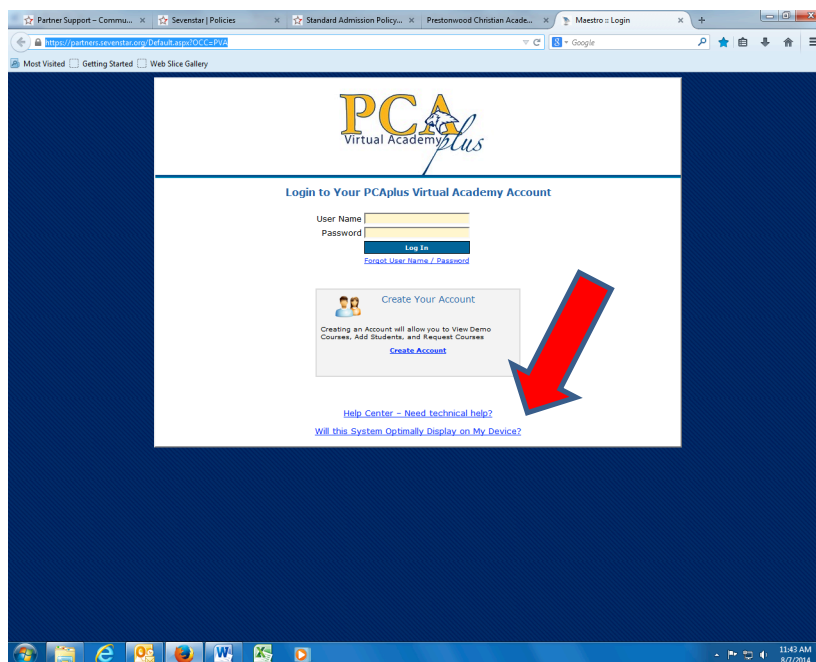 Partner Support – Commu...
Sevenstar | Policies
Standard Admission Policy...
Prestonwood Christian Acade...
Maestro :: Login
https://partners.sevenstar.org/Default.aspx?OCC=PVA
Google
Most Visited
Getting Started
Web Slice Gallery
PCA
Virtual Academy plus
Login to Your PCAplus Virtual Academy Account
User Name
Password
Log In
Forgot User Name / Password
Create Your Account
Creating an Account will allow you to View Demo
Courses, Add Students, and Request Courses
Create Account
Help Center – Need technical help?
Will this System Optimally Display on My Device?
11:43 AM
8/7/2014